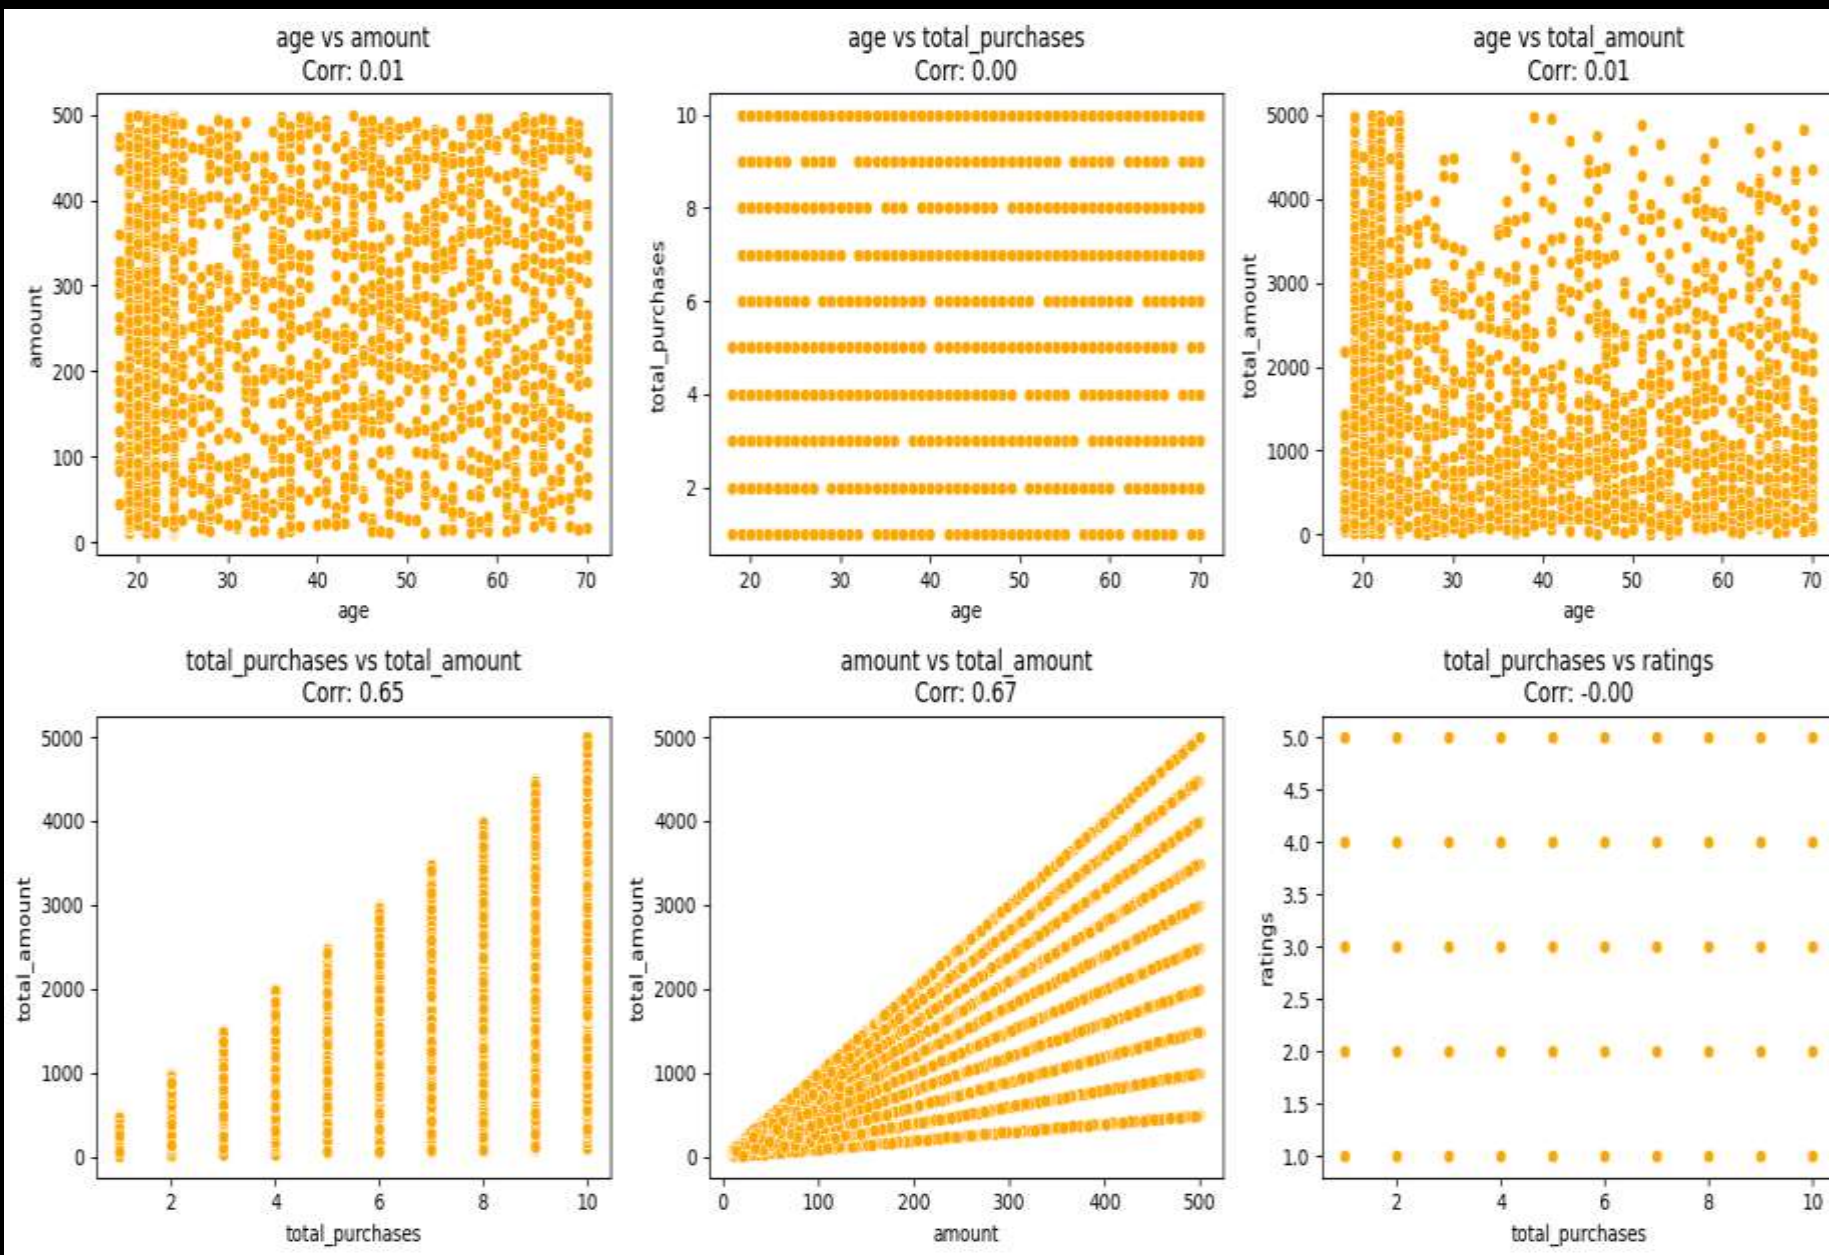 age vs amount
Corr: 0.01
age vs total_purchases
Corr: 0.00
age vs total_amount
Corr: 0.01
500
400
300
200
100
0
amount
20 30 40 50 60 70
age
10
8
6
4
2
total_purchases
20 30 40 50 60 70
age
5000
4000
3000
2000
1000
0
total_amount
20 30 40 50 60 70
age
total_purchases vs total_amount
Corr: 0.65
amount vs total_amount
Corr: 0.67
total_purchases vs ratings
Corr: -0.00
5000
4000
3000
2000
1000
0
total_amount
2 4 6 8 10
total_purchases
5000
4000
3000
2000
1000
0
total_amount
0 100 200 300 400 500
amount
5.0
4.5
4.0
3.5
3.0
2.5
2.0
1.5
1.0
ratings
2 4 6 8 10
total_purchases